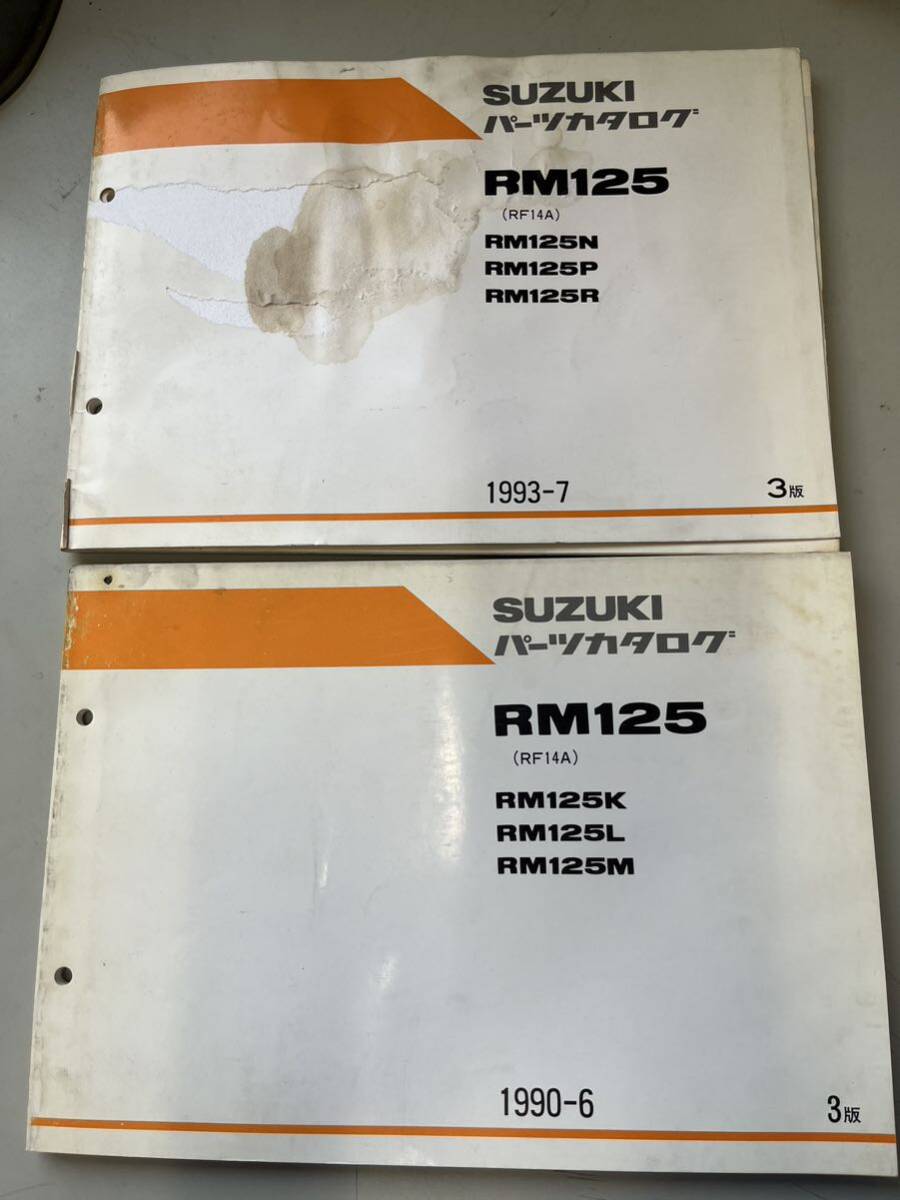 SUZUKI
パーツカタログ
RM125
(RF14A)
RM125N
RM125P
RM125R
1993-7
3版
SUZUKI
パーツカタログ
RM125
(RF14A)
RM125K
RM125L
RM125M
1990-6
3版